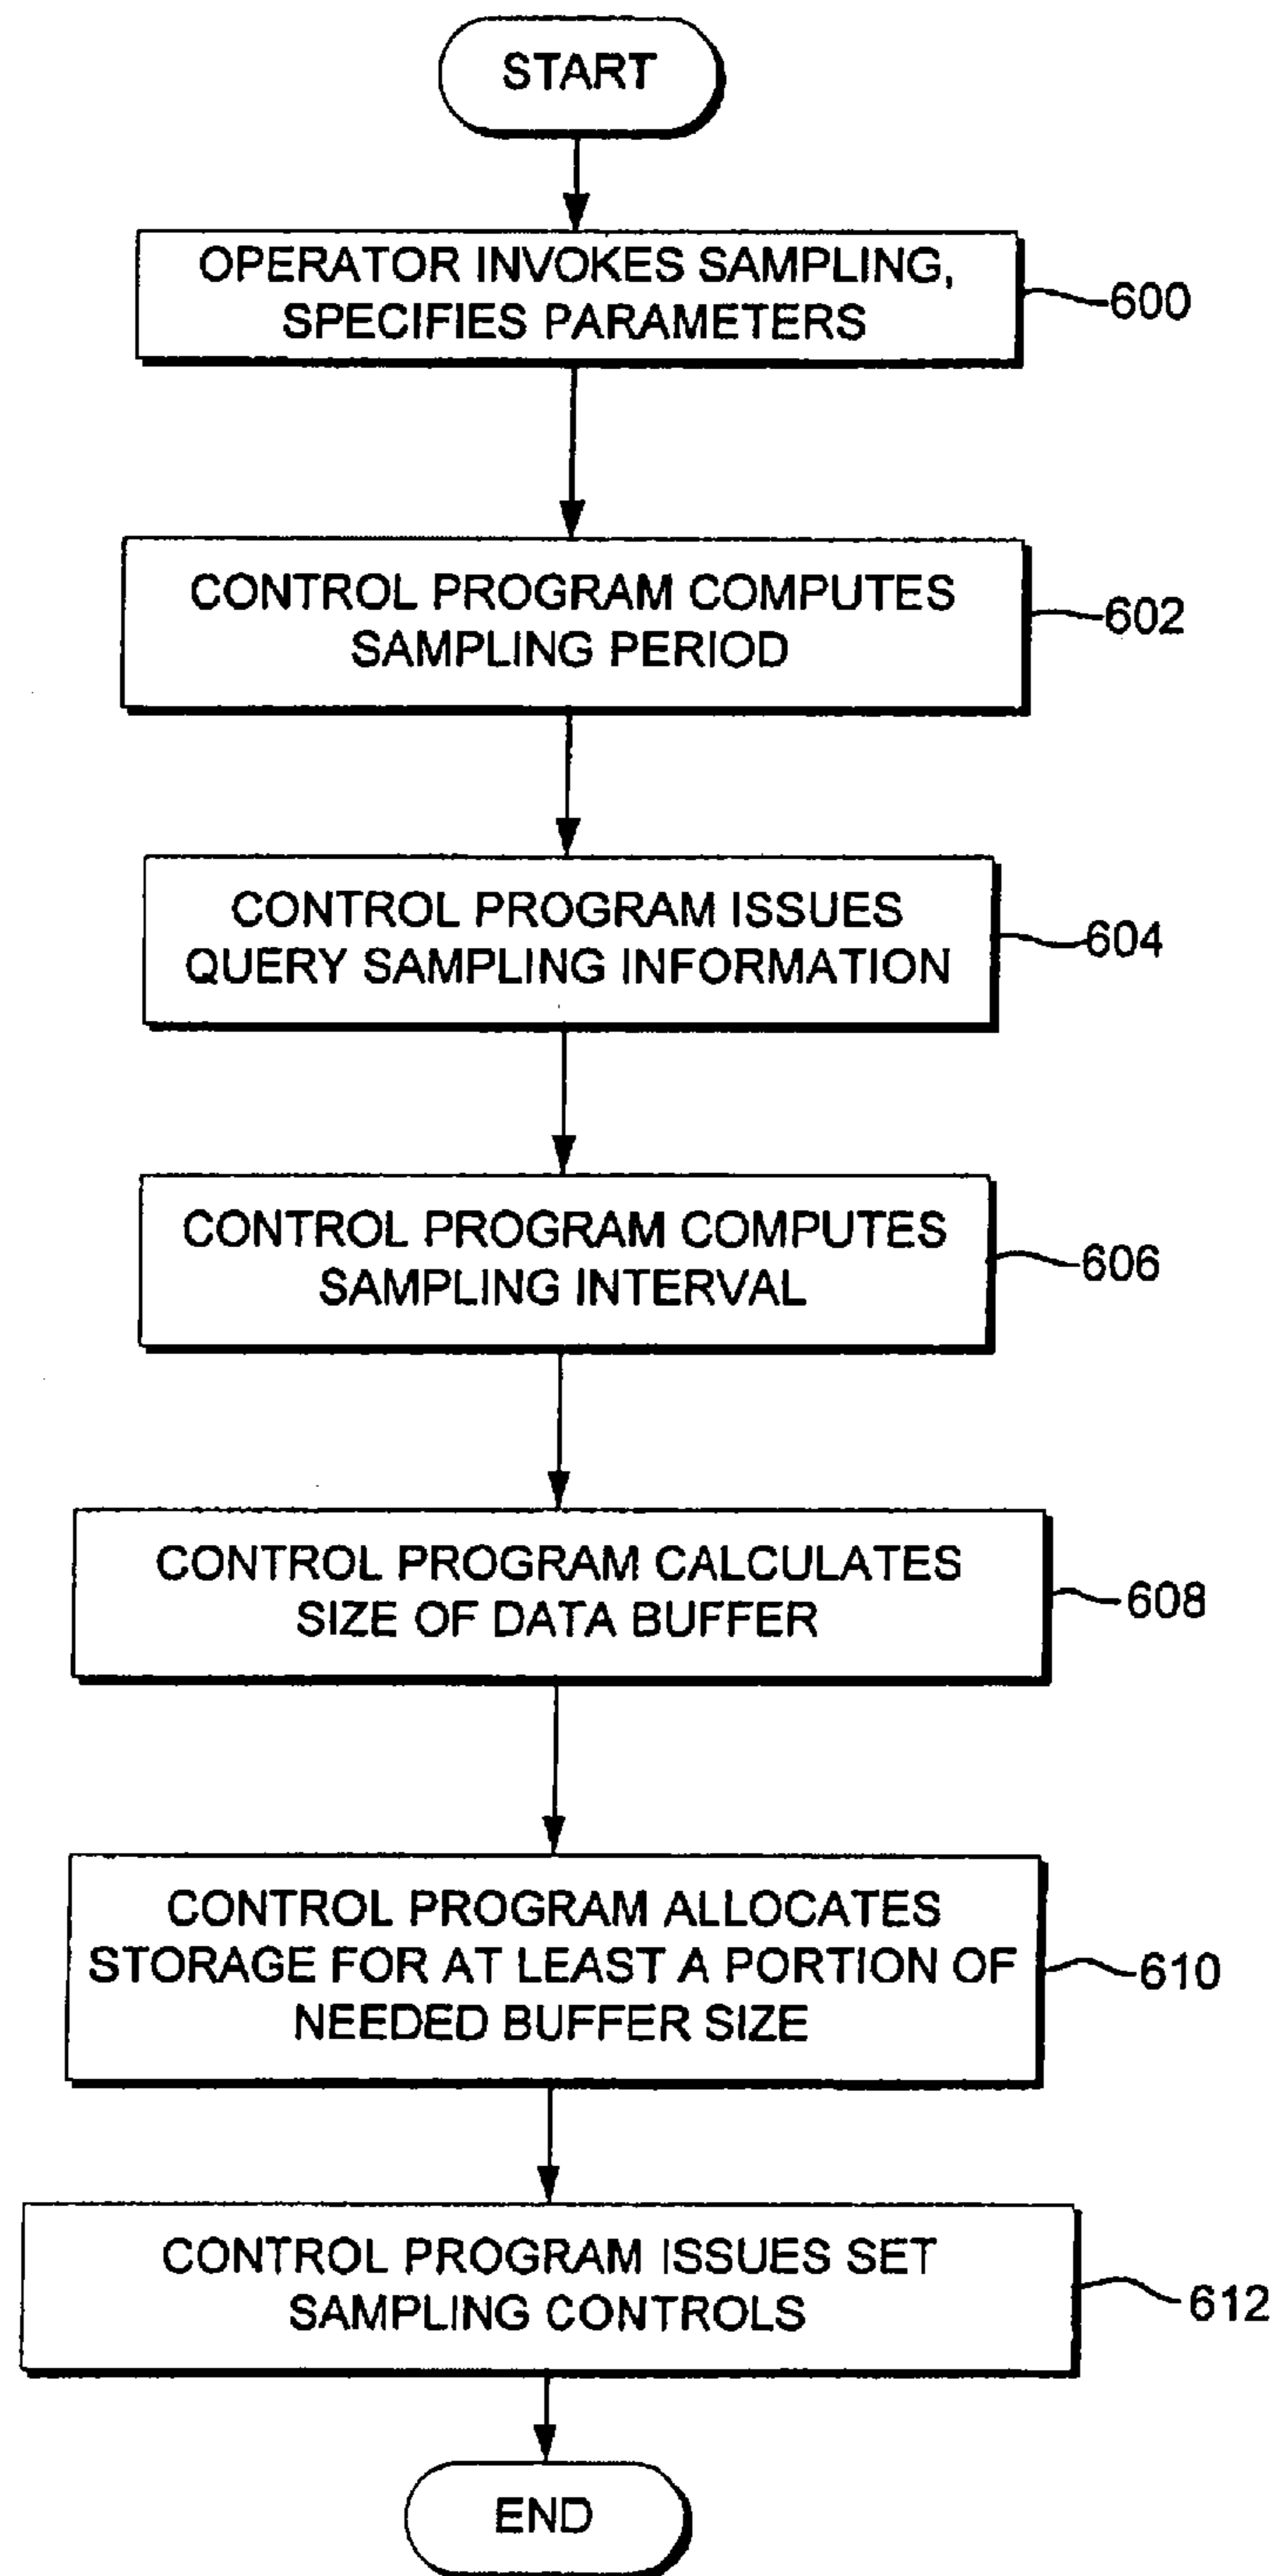 START
OPERATOR INVOKES SAMPLING,
SPECIFIES PARAMETERS
600
CONTROL PROGRAM COMPUTES
SAMPLING PERIOD
602
CONTROL PROGRAM ISSUES
QUERY SAMPLING INFORMATION
604
CONTROL PROGRAM COMPUTES
SAMPLING INTERVAL
606
CONTROL PROGRAM CALCULATES
SIZE OF DATA BUFFER
608
CONTROL PROGRAM ALLOCATES
STORAGE FOR AT LEAST A PORTION OF
NEEDED BUFFER SIZE
610
CONTROL PROGRAM ISSUES SET
SAMPLING CONTROLS
612
END